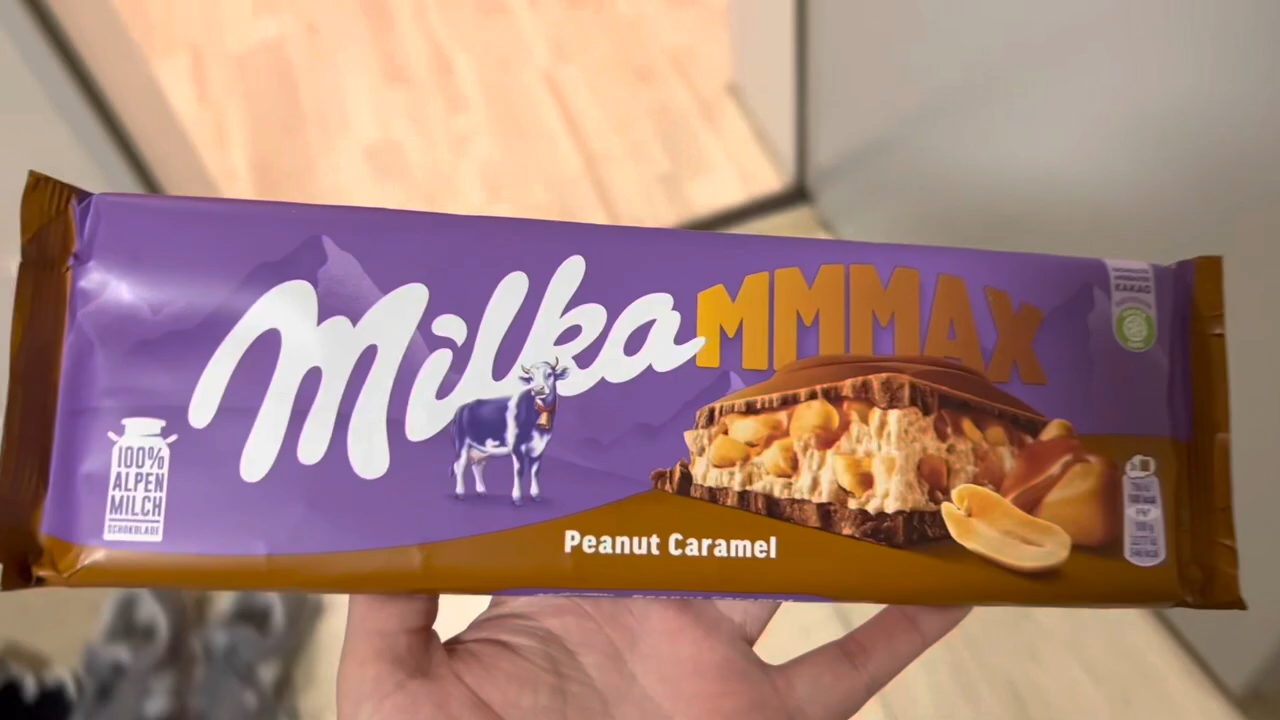 Milka MMMAX
100%
ALPEN
MILCH
SCHOKOLADE
Peanut Caramel
KAKAO